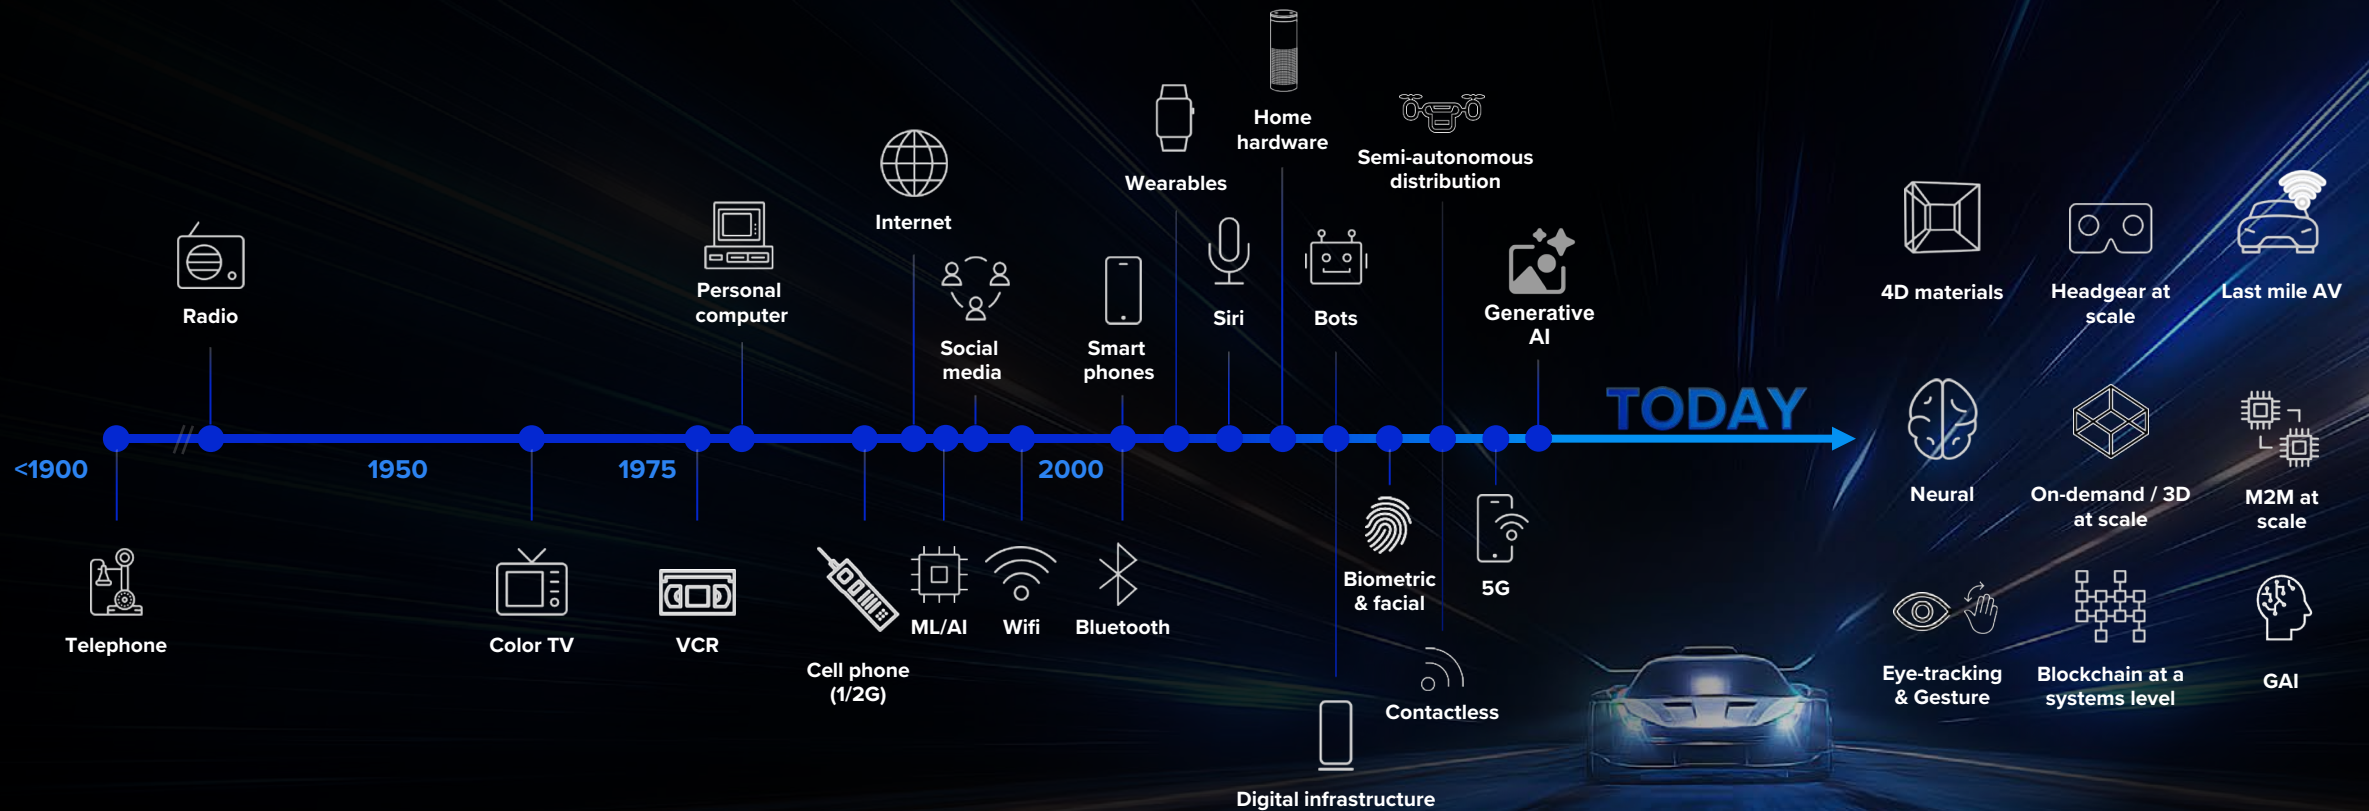 Home
hardware
Semi-autonomous
distribution
Wearables
Internet
Personal
computer
Radio
Social
media
Smart
phones
Siri
Bots
Generative
AI
4D materials
Headgear at
scale
Last mile AV
TODAY
<1900
1950
1975
2000
Neural
On-demand / 3D
at scale
M2M at
scale
Telephone
Color TV
VCR
Cell phone
(1/2G)
ML/AI
Wifi
Bluetooth
Biometric
& facial
5G
Contactless
Digital infrastructure
Eye-tracking
& Gesture
Blockchain at a
systems level
GAI